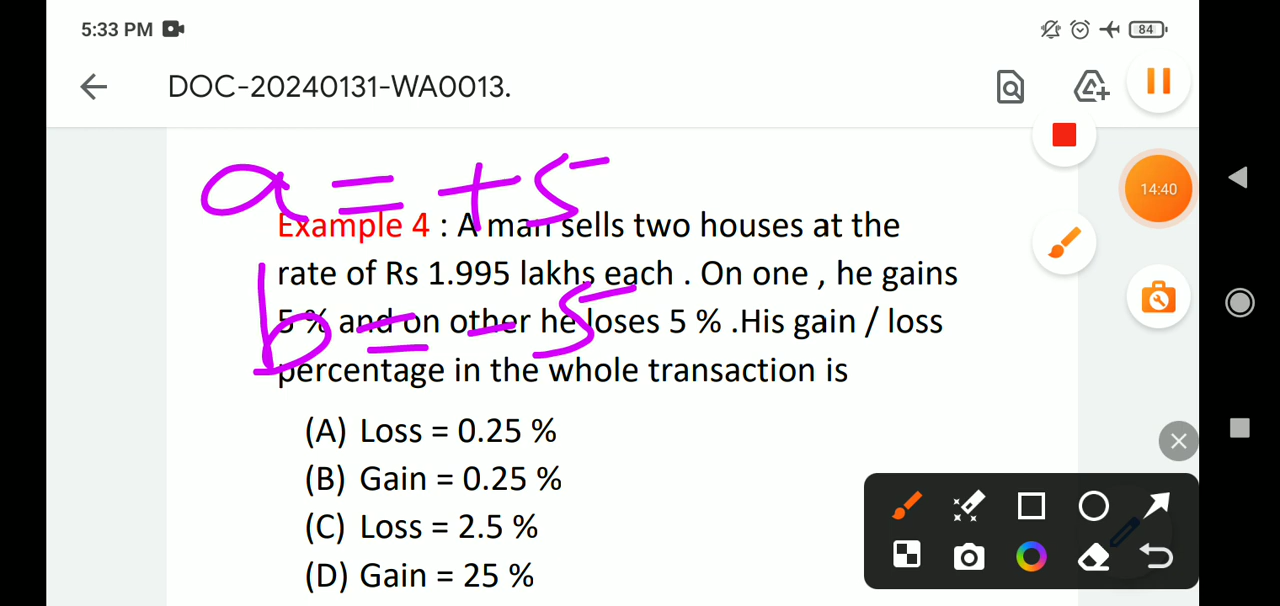 5:33 PM
84
DOC-20240131-WA0013.
14:40
a = +5
Example 4 : A man sells two houses at the
rate of Rs 1.995 lakhs each . On one , he gains
5 % and on other he loses 5 % .His gain / loss
b = -5
percentage in the whole transaction is
(A) Loss = 0.25 %
(B) Gain = 0.25 %
(C) Loss = 2.5 %
(D) Gain = 25 %